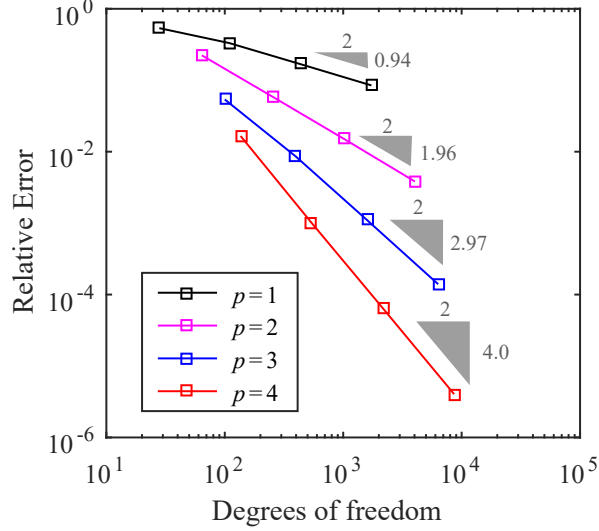 10^0
2
0.94
2
1.96
10^-2
2
2.97
Relative Error
10^-4
2
4.0
p = 1
p = 2
p = 3
p = 4
10^-6
10^1 10^2 10^3 10^4 10^5
Degrees of freedom